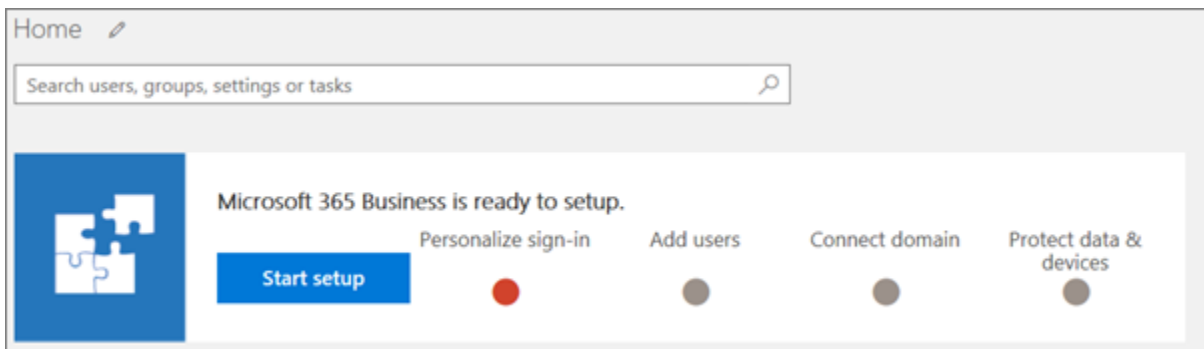 Home
Search users, groups, settings or tasks
Microsoft 365 Business is ready to setup.
Start setup
Personalize sign-in
Add users
Connect domain
Protect data &
devices